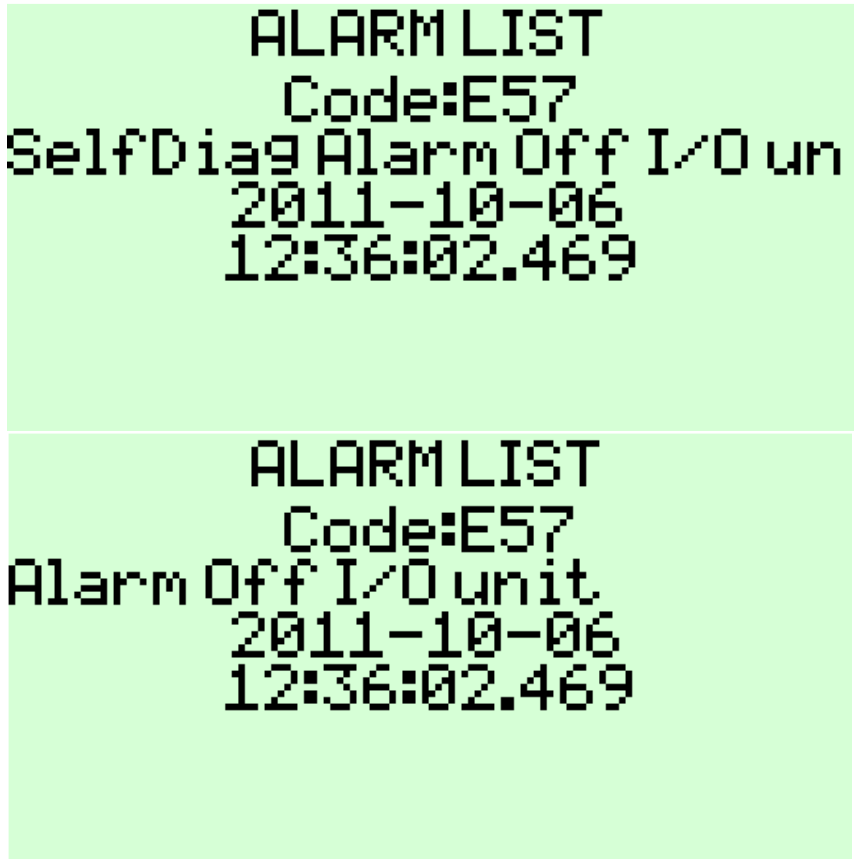 ALARM LIST
Code:E57
SelfDiag Alarm Off I/O un
2011-10-06
12:36:02.469
ALARM LIST
Code:E57
Alarm Off I/O unit
2011-10-06
12:36:02.469